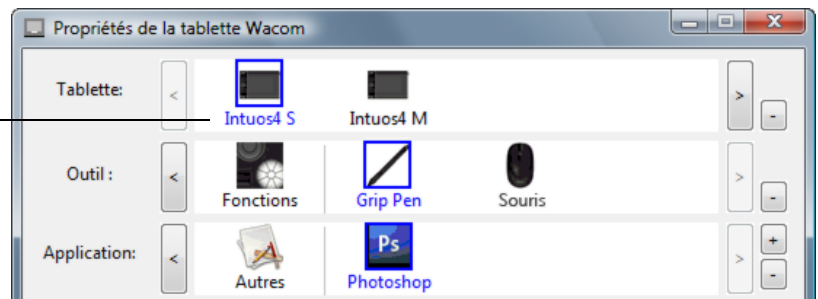 Propriétés de la tablette Wacom
Tablette:
< Intuos4 S Intuos4 M > -
Outil :
< Fonctions Grip Pen Souris > -
Application:
< Autres Ps Photoshop > + -